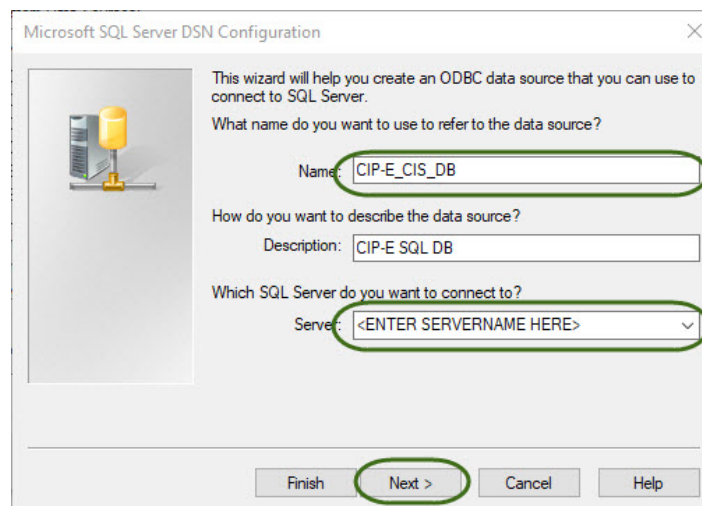 Microsoft SQL Server DSN Configuration
This wizard will help you create an ODBC data source that you can use to
connect to SQL Server.
What name do you want to use to refer to the data source?
Name: CIP-E_CIS_DB
How do you want to describe the data source?
Description: CIP-E SQL DB
Which SQL Server do you want to connect to?
Server: <ENTER SERVERNAME HERE>
Finish Next > Cancel Help